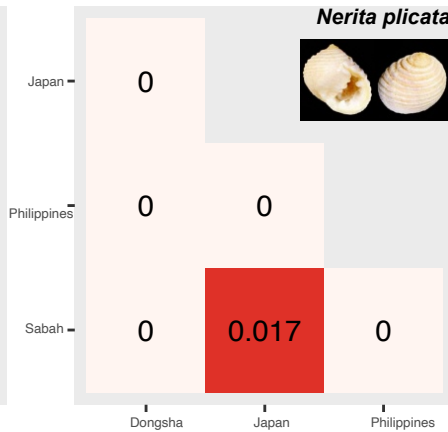 Nerita plicata
Japan
0
Philippines
0 0
Sabah
0 0.017 0
Dongsha Japan Philippines